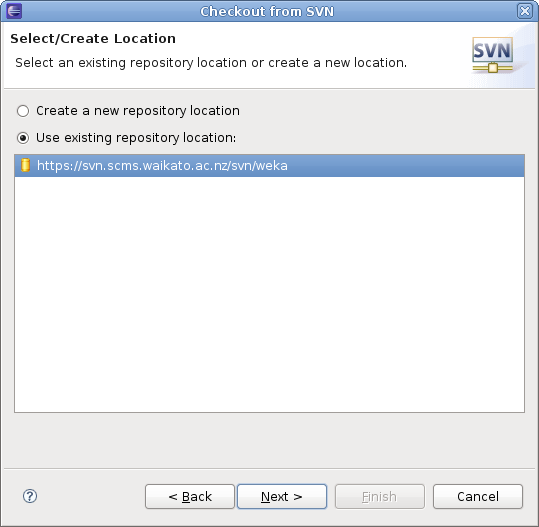 Checkout from SVN
Select/Create Location
Select an existing repository location or create a new location.
SVN
Create a new repository location
Use existing repository location:
https://svn.scms.waikato.ac.nz/svn/weka
?
< Back
Next >
Finish
Cancel